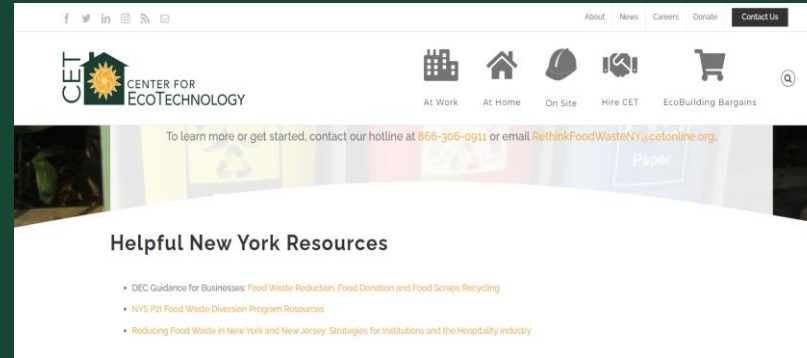 About News Careers Donate Contact Us
CET
CENTER FOR
ECOTECHNOLOGY
At Work At Home On Site Hire CET EcoBuilding Bargains
To learn more or get started, contact our hotline at 866-306-0911 or email RethinkFoodWasteNY@cetonline.org.
Paper
Helpful New York Resources
• DEC Guidance for Businesses: Food Waste Reduction, Food Donation and Food Scraps Recycling
• NYS P2I Food Waste Diversion Program Resources
• Reducing Food Waste in New York and New Jersey: Strategies for Institutions and the Hospitality Industry